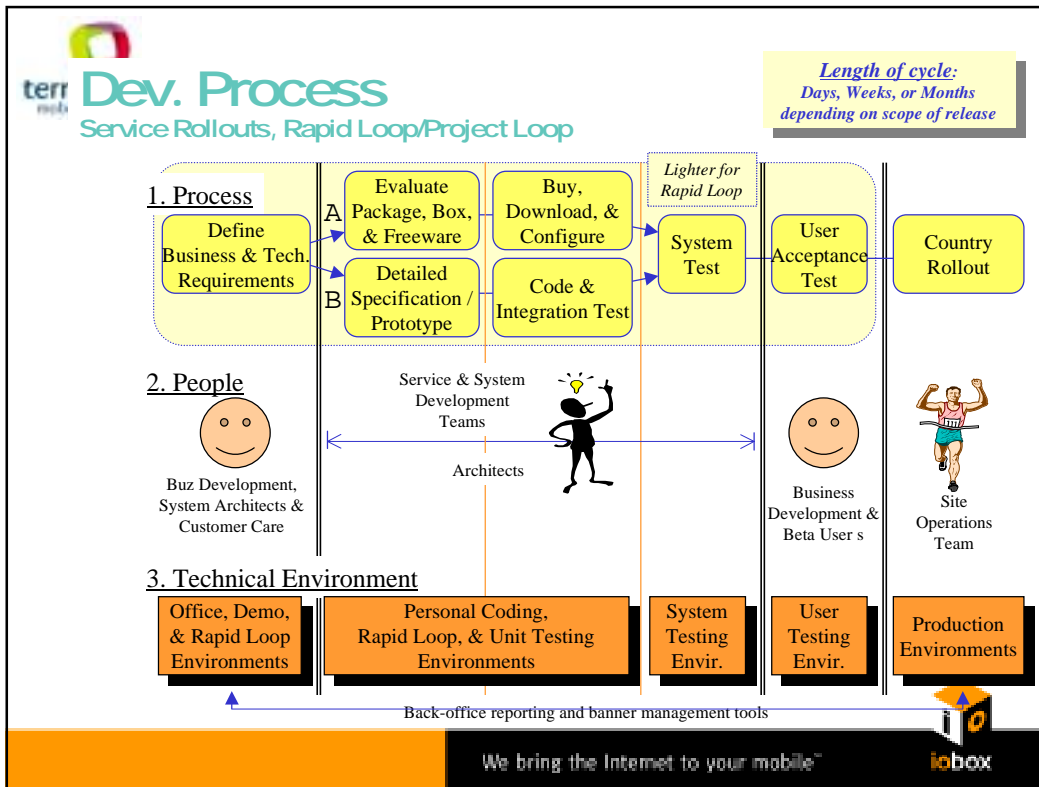 terr
Dev. Process
Service Rollouts, Rapid Loop/Project Loop
Length of cycle:
Days, Weeks, or Months
depending on scope of release
Lighter for
Rapid Loop
1. Process
Define
Business & Tech.
Requirements
A
Evaluate
Package, Box,
& Freeware
Buy,
Download, &
Configure
B
Detailed
Specification /
Prototype
Code &
Integration Test
System
Test
User
Acceptance
Test
Country
Rollout
2. People
Buz Development,
System Architects &
Customer Care
Service & System
Development
Teams
Architects
Business
Development &
Beta User s
Site
Operations
Team
3. Technical Environment
Office, Demo,
& Rapid Loop
Environments
Personal Coding,
Rapid Loop, & Unit Testing
Environments
System
Testing
Envir.
User
Testing
Envir.
Production
Environments
Back-office reporting and banner management tools
We bring the Internet to your mobile™
io
iobox